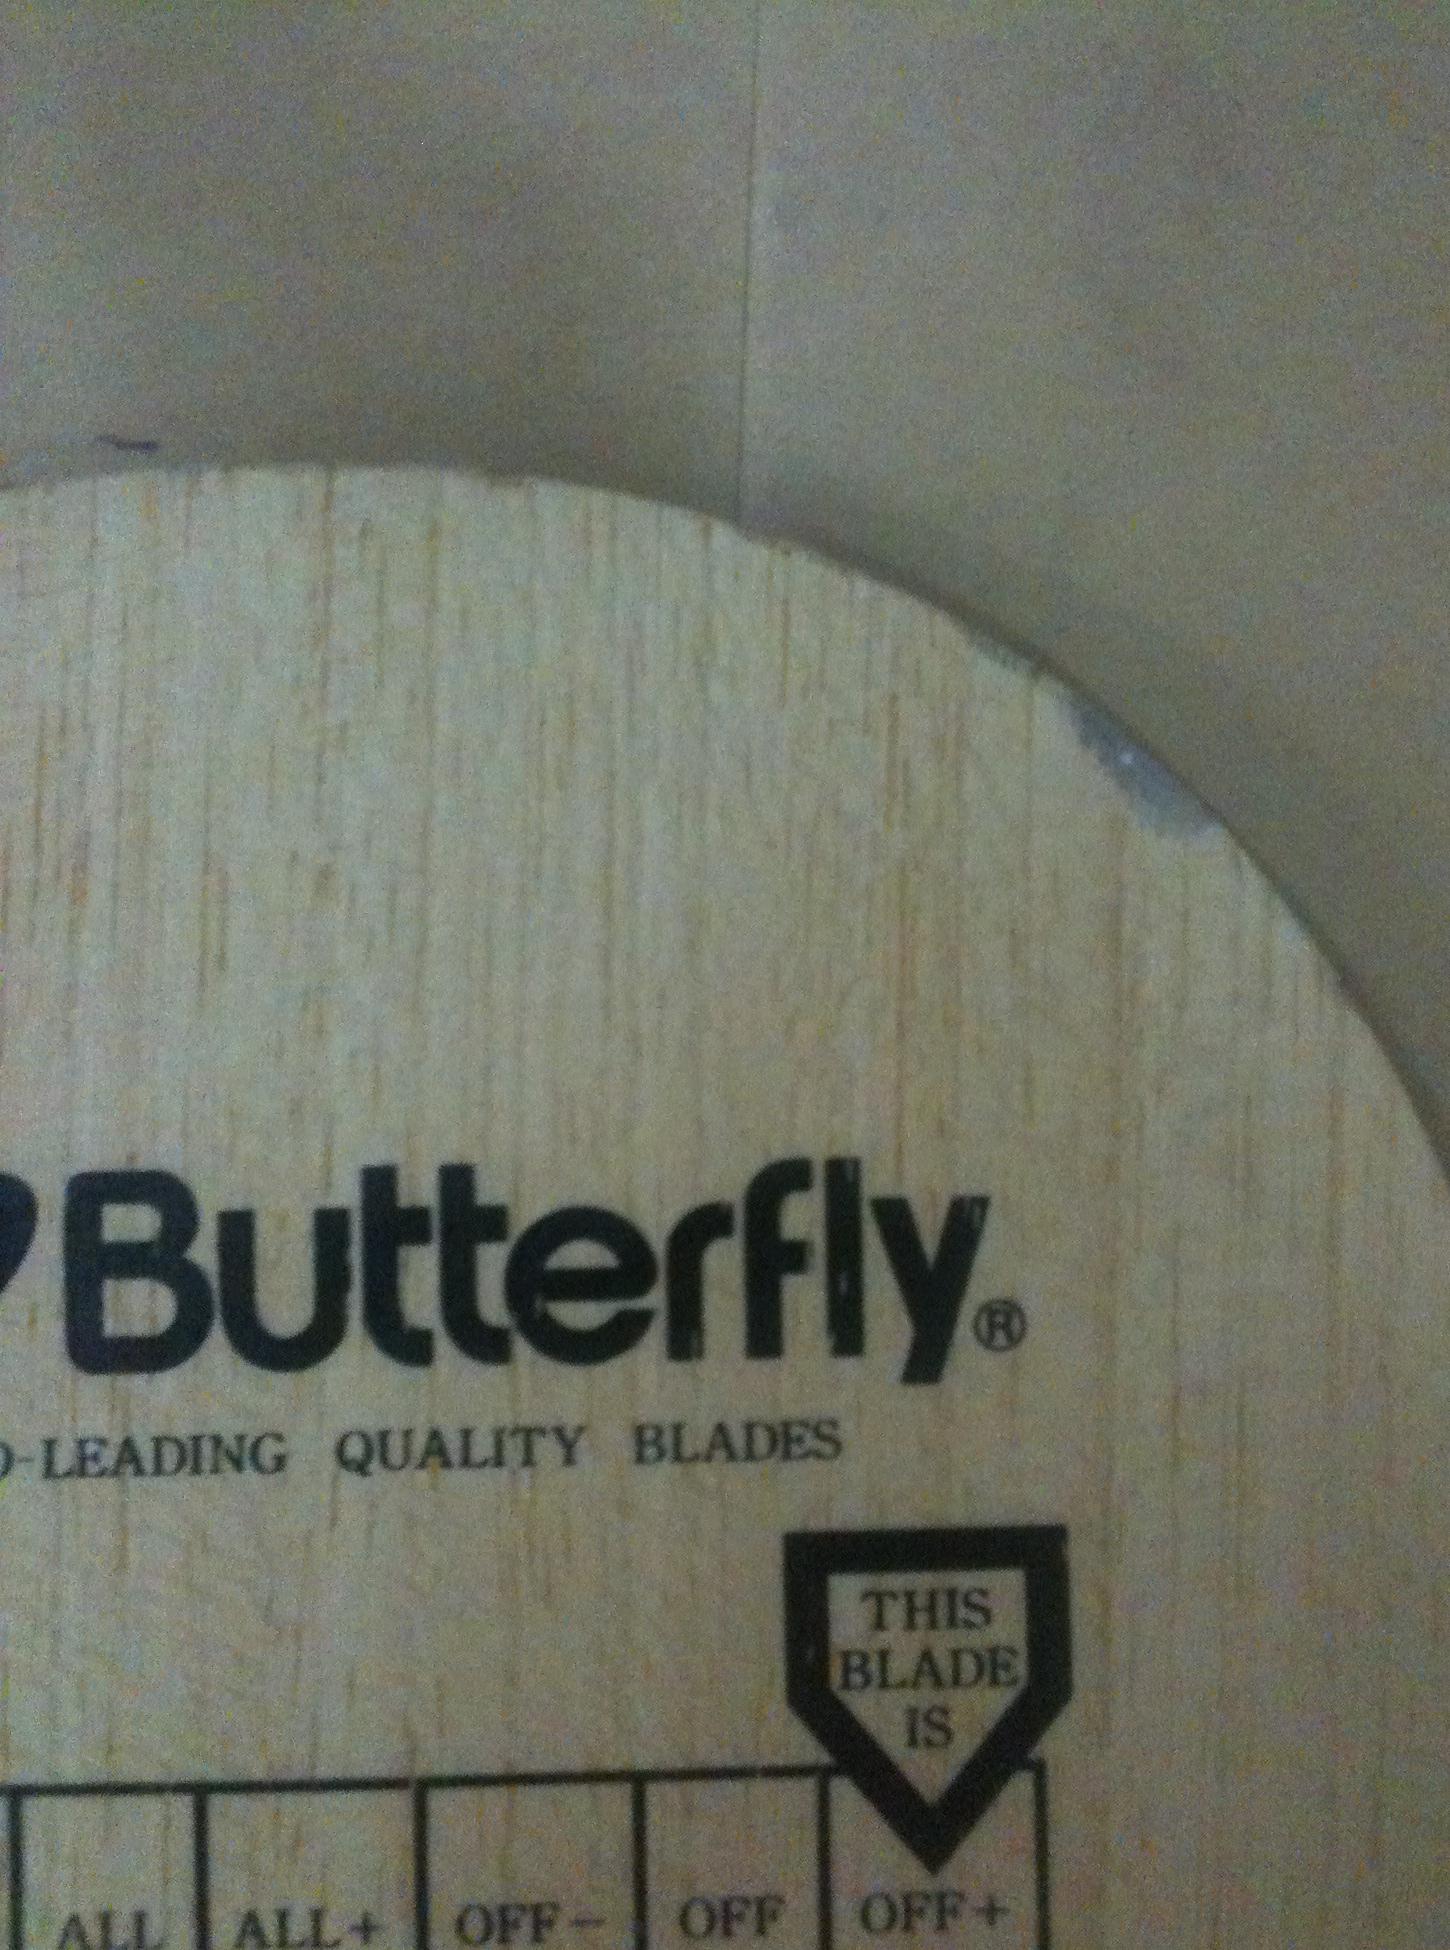 Butterfly®
-LEADING QUALITY BLADES
THIS
BLADE
IS
ALL ALL+ OFF- OFF OFF+